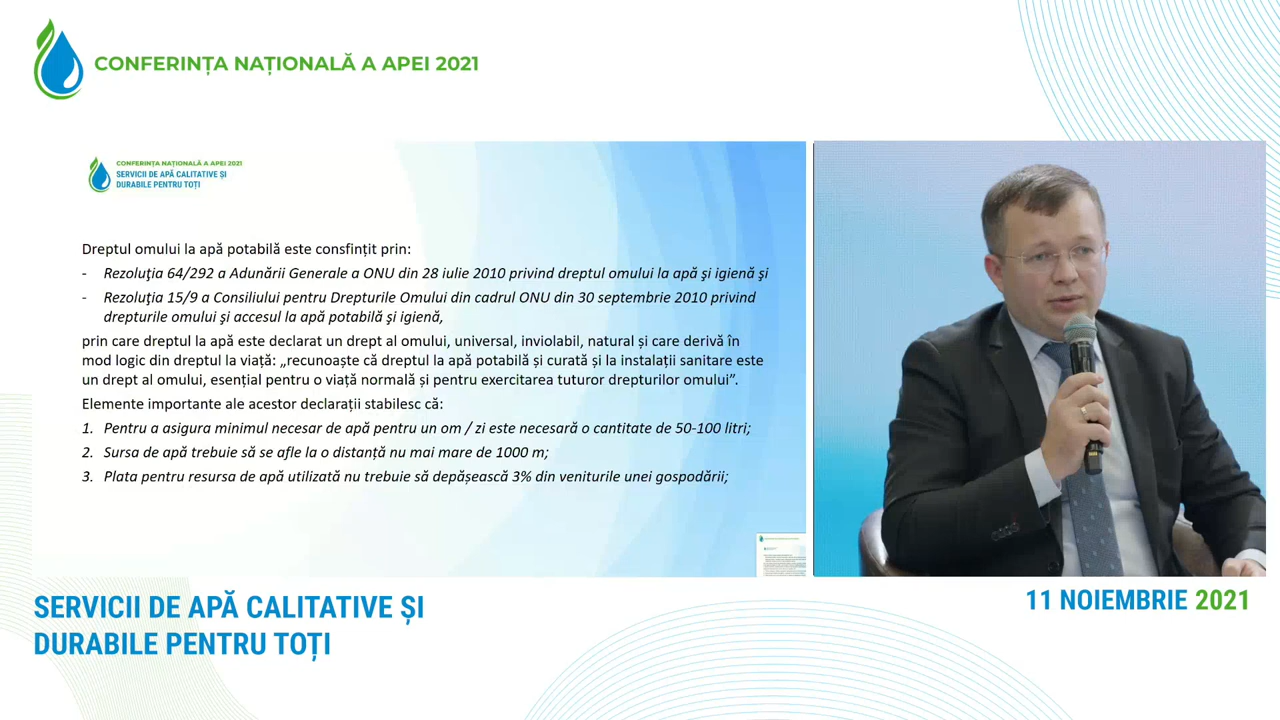 CONFERINȚA NAȚIONALĂ A APEI 2021
CONFERINȚA NAȚIONALĂ A APEI 2021
SERVICII DE APĂ CALITATIVE ȘI
DURABILE PENTRU TOȚI
Dreptul omului la apă potabilă este consfințit prin:
- Rezoluţia 64/292 a Adunării Generale a ONU din 28 iulie 2010 privind dreptul omului la apă şi igienă şi
- Rezoluţia 15/9 a Consiliului pentru Drepturile Omului din cadrul ONU din 30 septembrie 2010 privind
drepturile omului şi accesul la apă potabilă şi igienă,
prin care dreptul la apă este declarat un drept al omului, universal, inviolabil, natural și care derivă în
mod logic din dreptul la viață: „recunoaște că dreptul la apă potabilă și curată și la instalații sanitare este
un drept al omului, esențial pentru o viață normală și pentru exercitarea tuturor drepturilor omului”.
Elemente importante ale acestor declarații stabilesc că:
1. Pentru a asigura minimul necesar de apă pentru un om / zi este necesară o cantitate de 50-100 litri;
2. Sursa de apă trebuie să se afle la o distanță nu mai mare de 1000 m;
3. Plata pentru resursa de apă utilizată nu trebuie să depășească 3% din veniturile unei gospodării;
SERVICII DE APĂ CALITATIVE ȘI
DURABILE PENTRU TOȚI
11 NOIEMBRIE 2021